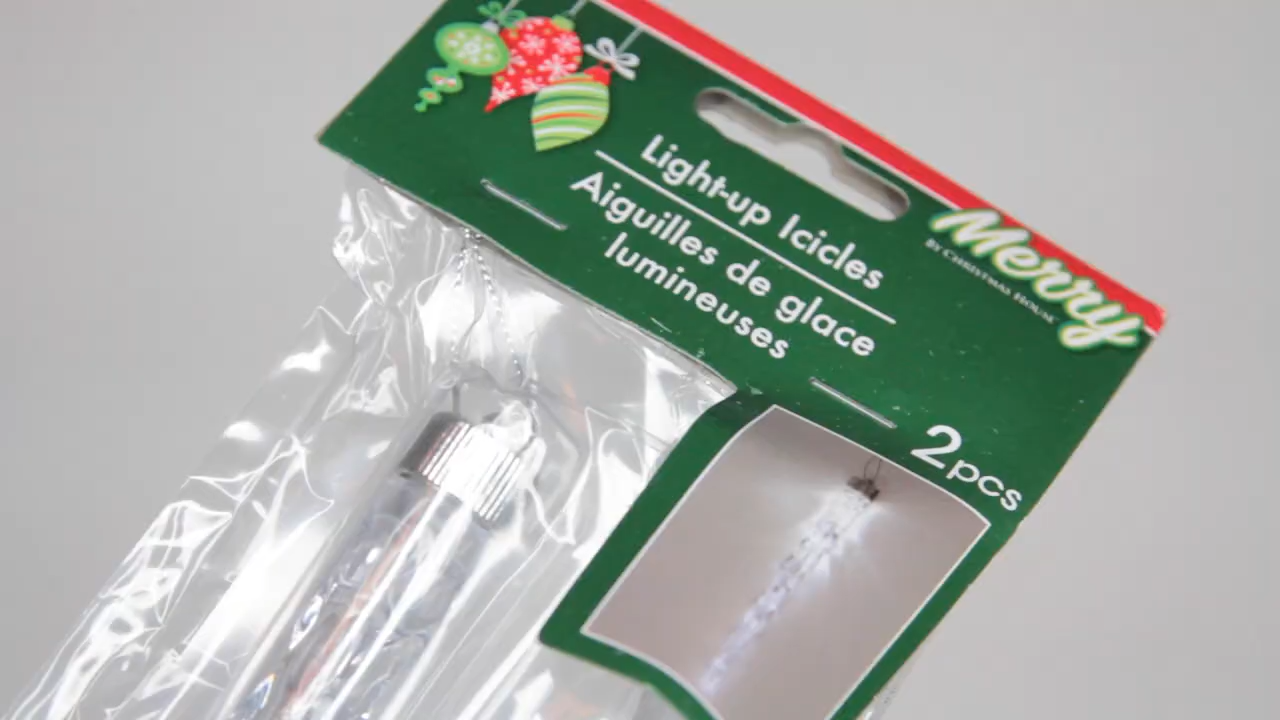 Light-up Icicles
Aiguilles de glace
lumineuses
Merry
BY CHRISTMAS HOUSE
2pcs